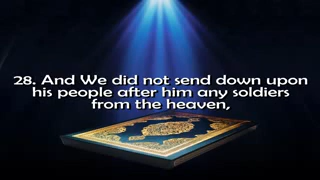 28. And We did not send down upon
his people after him any soldiers
from the heaven,